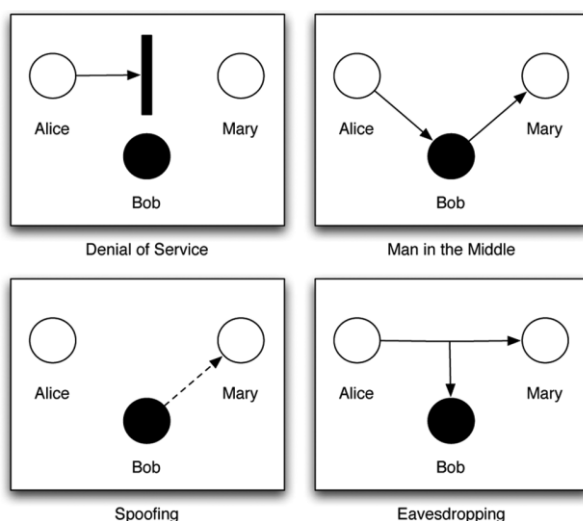 Alice
Mary
Bob
Denial of Service
Alice
Mary
Bob
Man in the Middle
Alice
Mary
Bob
Spoofing
Alice
Mary
Bob
Eavesdropping